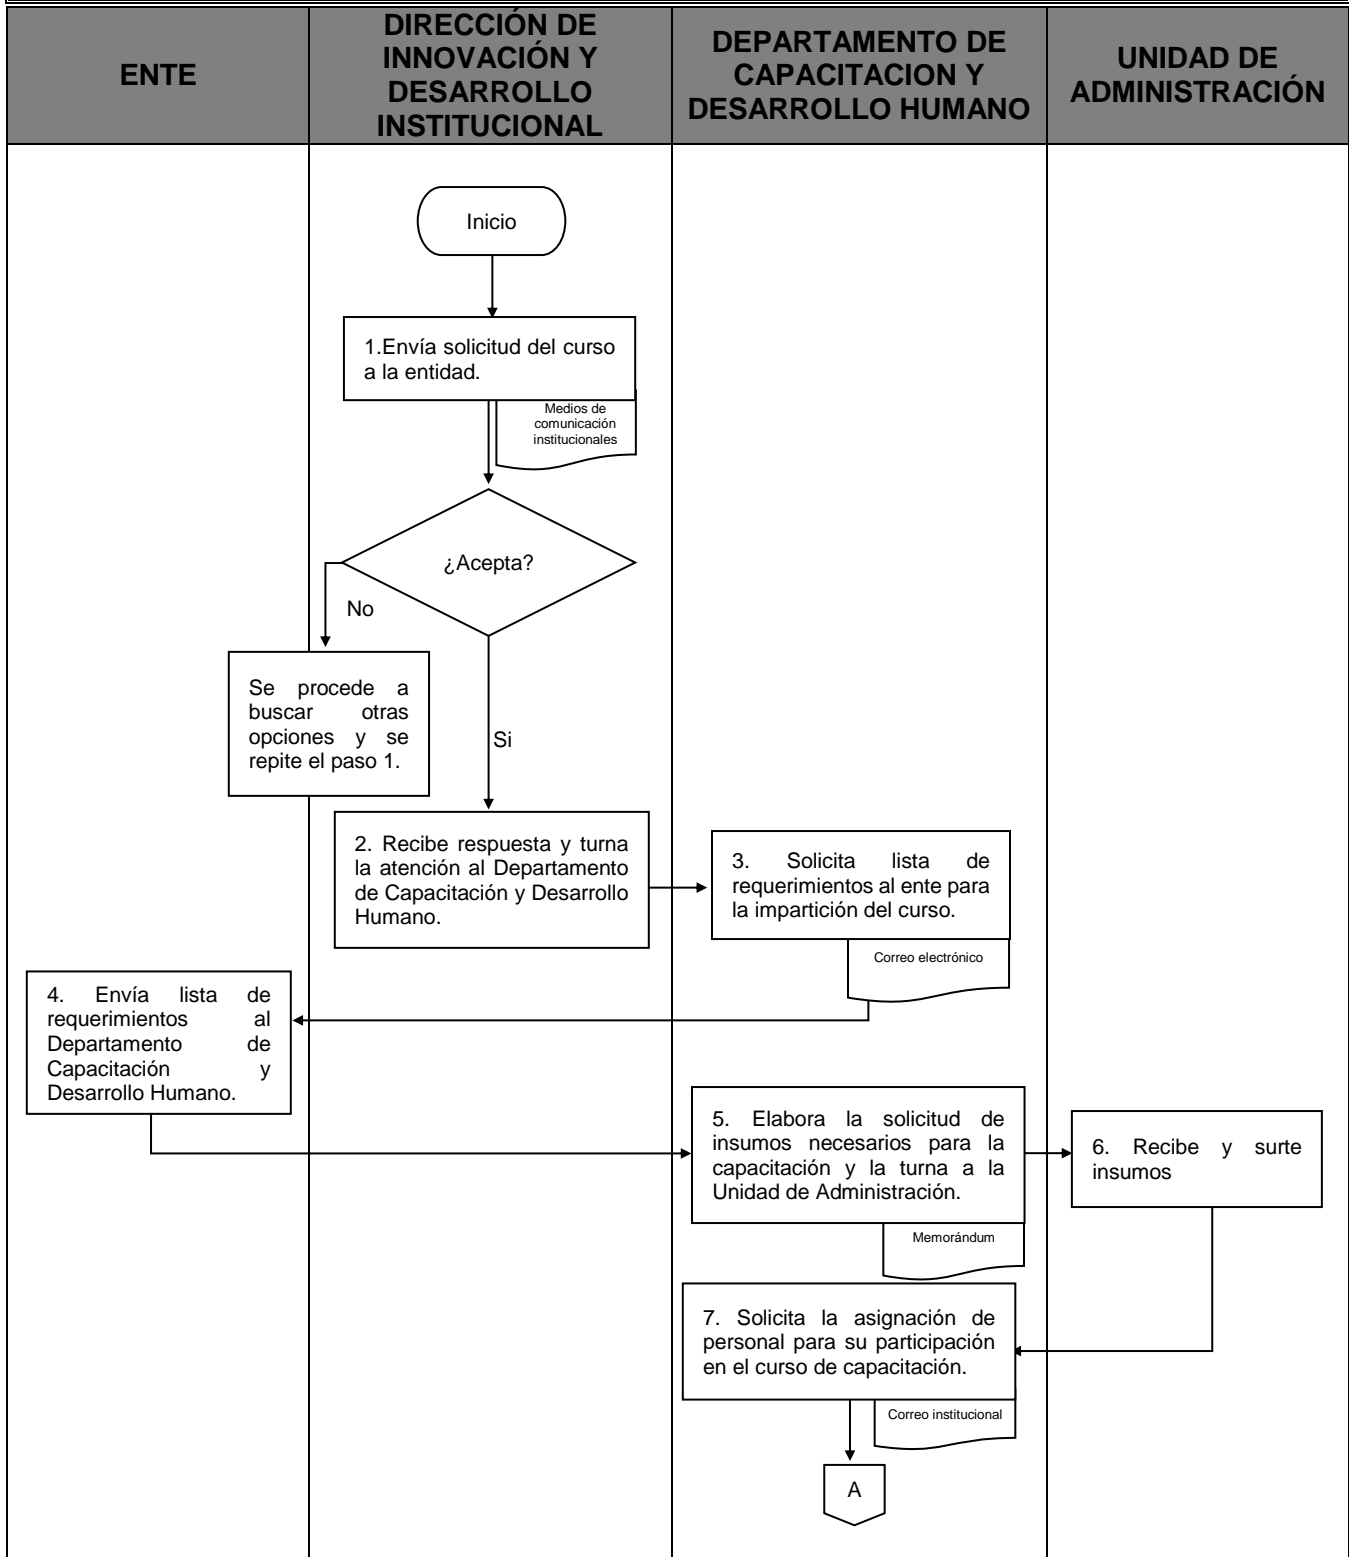 ENTE
DIRECCIÓN DE
INNOVACIÓN Y
DESARROLLO
INSTITUCIONAL
DEPARTAMENTO DE
CAPACITACION Y
DESARROLLO HUMANO
UNIDAD DE
ADMINISTRACIÓN
Inicio
1.Envía solicitud del curso
a la entidad.
Medios de
comunicación
institucionales
¿Acepta?
No
Se procede a
buscar otras
opciones y se
repite el paso 1.
Si
2. Recibe respuesta y turna
la atención al Departamento
de Capacitación y Desarrollo
Humano.
3. Solicita lista de
requerimientos al ente para
la impartición del curso.
Correo electrónico
4. Envía lista de
requerimientos al
Departamento de
Capacitación y
Desarrollo Humano.
5. Elabora la solicitud de
insumos necesarios para la
capacitación y la turna a la
Unidad de Administración.
Memorándum
6. Recibe y surte
insumos
7. Solicita la asignación de
personal para su participación
en el curso de capacitación.
Correo institucional
A